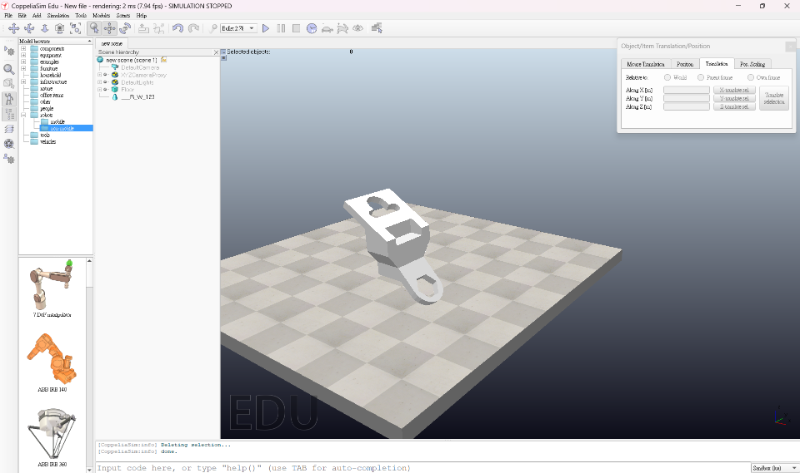 CoppeliaSim Edu - New file - rendering: 2 ms (7.94 fps) - SIMULATION STOPPED
File Edit Add Simulation Tools Modules Scenes Help
Bullet 2.78
Model browser
components
equipment
examples
furniture
household
infrastructure
nature
office items
other
people
robots
mobile
non-mobile
tools
vehicles
7 DoF manipulator
ABB IRB 140
ABB IRB 360
new scene
Scene hierarchy
new scene (scene 1)
DefaultCamera
XYZCameraProxy
DefaultLights
Floor
Selected objects: 0
Object/Item Translation/Position
Mouse Translation Position Translation Pos. Scaling
Relative to: World Parent frame Own frame
Along X [m] X-translate sel.
Along Y [m] Y-translate sel.
Along Z [m] Z-translate sel.
Translate selection
EDU
[CoppeliaSim:info] Deleting selection...
[CoppeliaSim:info] done.
Input code here, or type "help()" (use TAB for auto-completion)
Sandbox (lua)